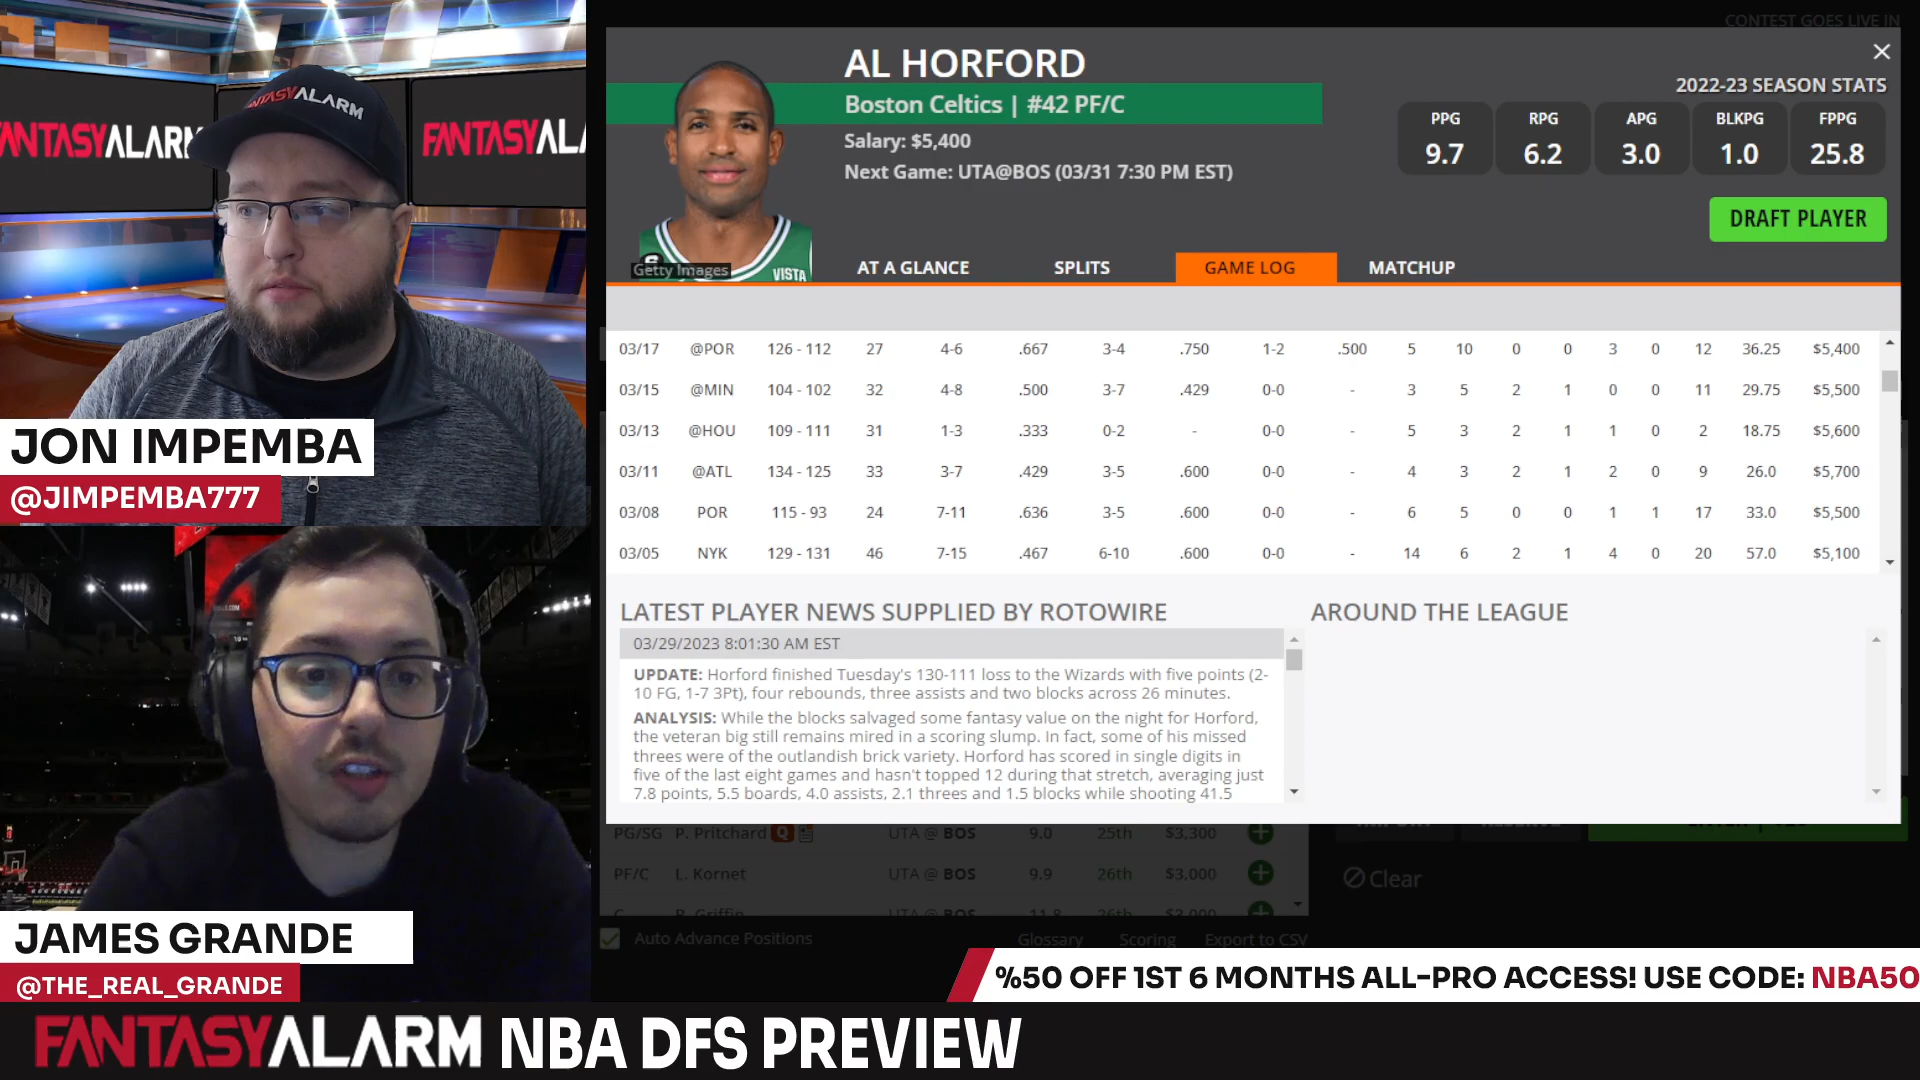 FANTASYALARM
FANTASYAL
FANTASYALARM
JON IMPEMBA
@JIMPEMBA777
JAMES GRANDE
@THE_REAL_GRANDE
CONTEST GOES LIVE IN
AL HORFORD
Boston Celtics | #42 PF/C
Salary: $5,400
Next Game: UTA@BOS (03/31 7:30 PM EST)
2022-23 SEASON STATS
PPG RPG APG BLKPG FPPG
9.7 6.2 3.0 1.0 25.8
DRAFT PLAYER
Getty Images
VISTA
AT A GLANCE SPLITS GAME LOG MATCHUP
03/17 @POR 126 - 112 27 4-6 .667 3-4 .750 1-2 .500 5 10 0 0 3 0 12 36.25 $5,400
03/15 @MIN 104 - 102 32 4-8 .500 3-7 .429 0-0 - 3 5 2 1 0 0 11 29.75 $5,500
03/13 @HOU 109 - 111 31 1-3 .333 0-2 - 0-0 - 5 3 2 1 1 0 2 18.75 $5,600
03/11 @ATL 134 - 125 33 3-7 .429 3-5 .600 0-0 - 4 3 2 1 2 0 9 26.0 $5,700
03/08 POR 115 - 93 24 7-11 .636 3-5 .600 0-0 - 6 5 0 0 1 1 17 33.0 $5,500
03/05 NYK 129 - 131 46 7-15 .467 6-10 .600 0-0 - 14 6 2 1 4 0 20 57.0 $5,100
LATEST PLAYER NEWS SUPPLIED BY ROTOWIRE
AROUND THE LEAGUE
03/29/2023 8:01:30 AM EST
UPDATE: Horford finished Tuesday's 130-111 loss to the Wizards with five points (2-
10 FG, 1-7 3Pt), four rebounds, three assists and two blocks across 26 minutes.
ANALYSIS: While the blocks salvaged some fantasy value on the night for Horford,
the veteran big still remains mired in a scoring slump. In fact, some of his missed
threes were of the outlandish brick variety. Horford has scored in single digits in
five of the last eight games and hasn't topped 12 during that stretch, averaging just
7.8 points, 5.5 boards, 4.0 assists, 2.1 threes and 1.5 blocks while shooting 41.5
PG/SG P. Pritchard Q UTA @ BOS 9.0 25th $3,300
PF/C L. Kornet UTA @ BOS 9.9 26th $3,000
C B. Griffin UTA @ BOS 11.8 26th $3,000
Clear
Auto Advance Positions
Glossary Scoring Export to CSV
%50 OFF 1ST 6 MONTHS ALL-PRO ACCESS! USE CODE: NBA50
FANTASYALARM NBA DFS PREVIEW